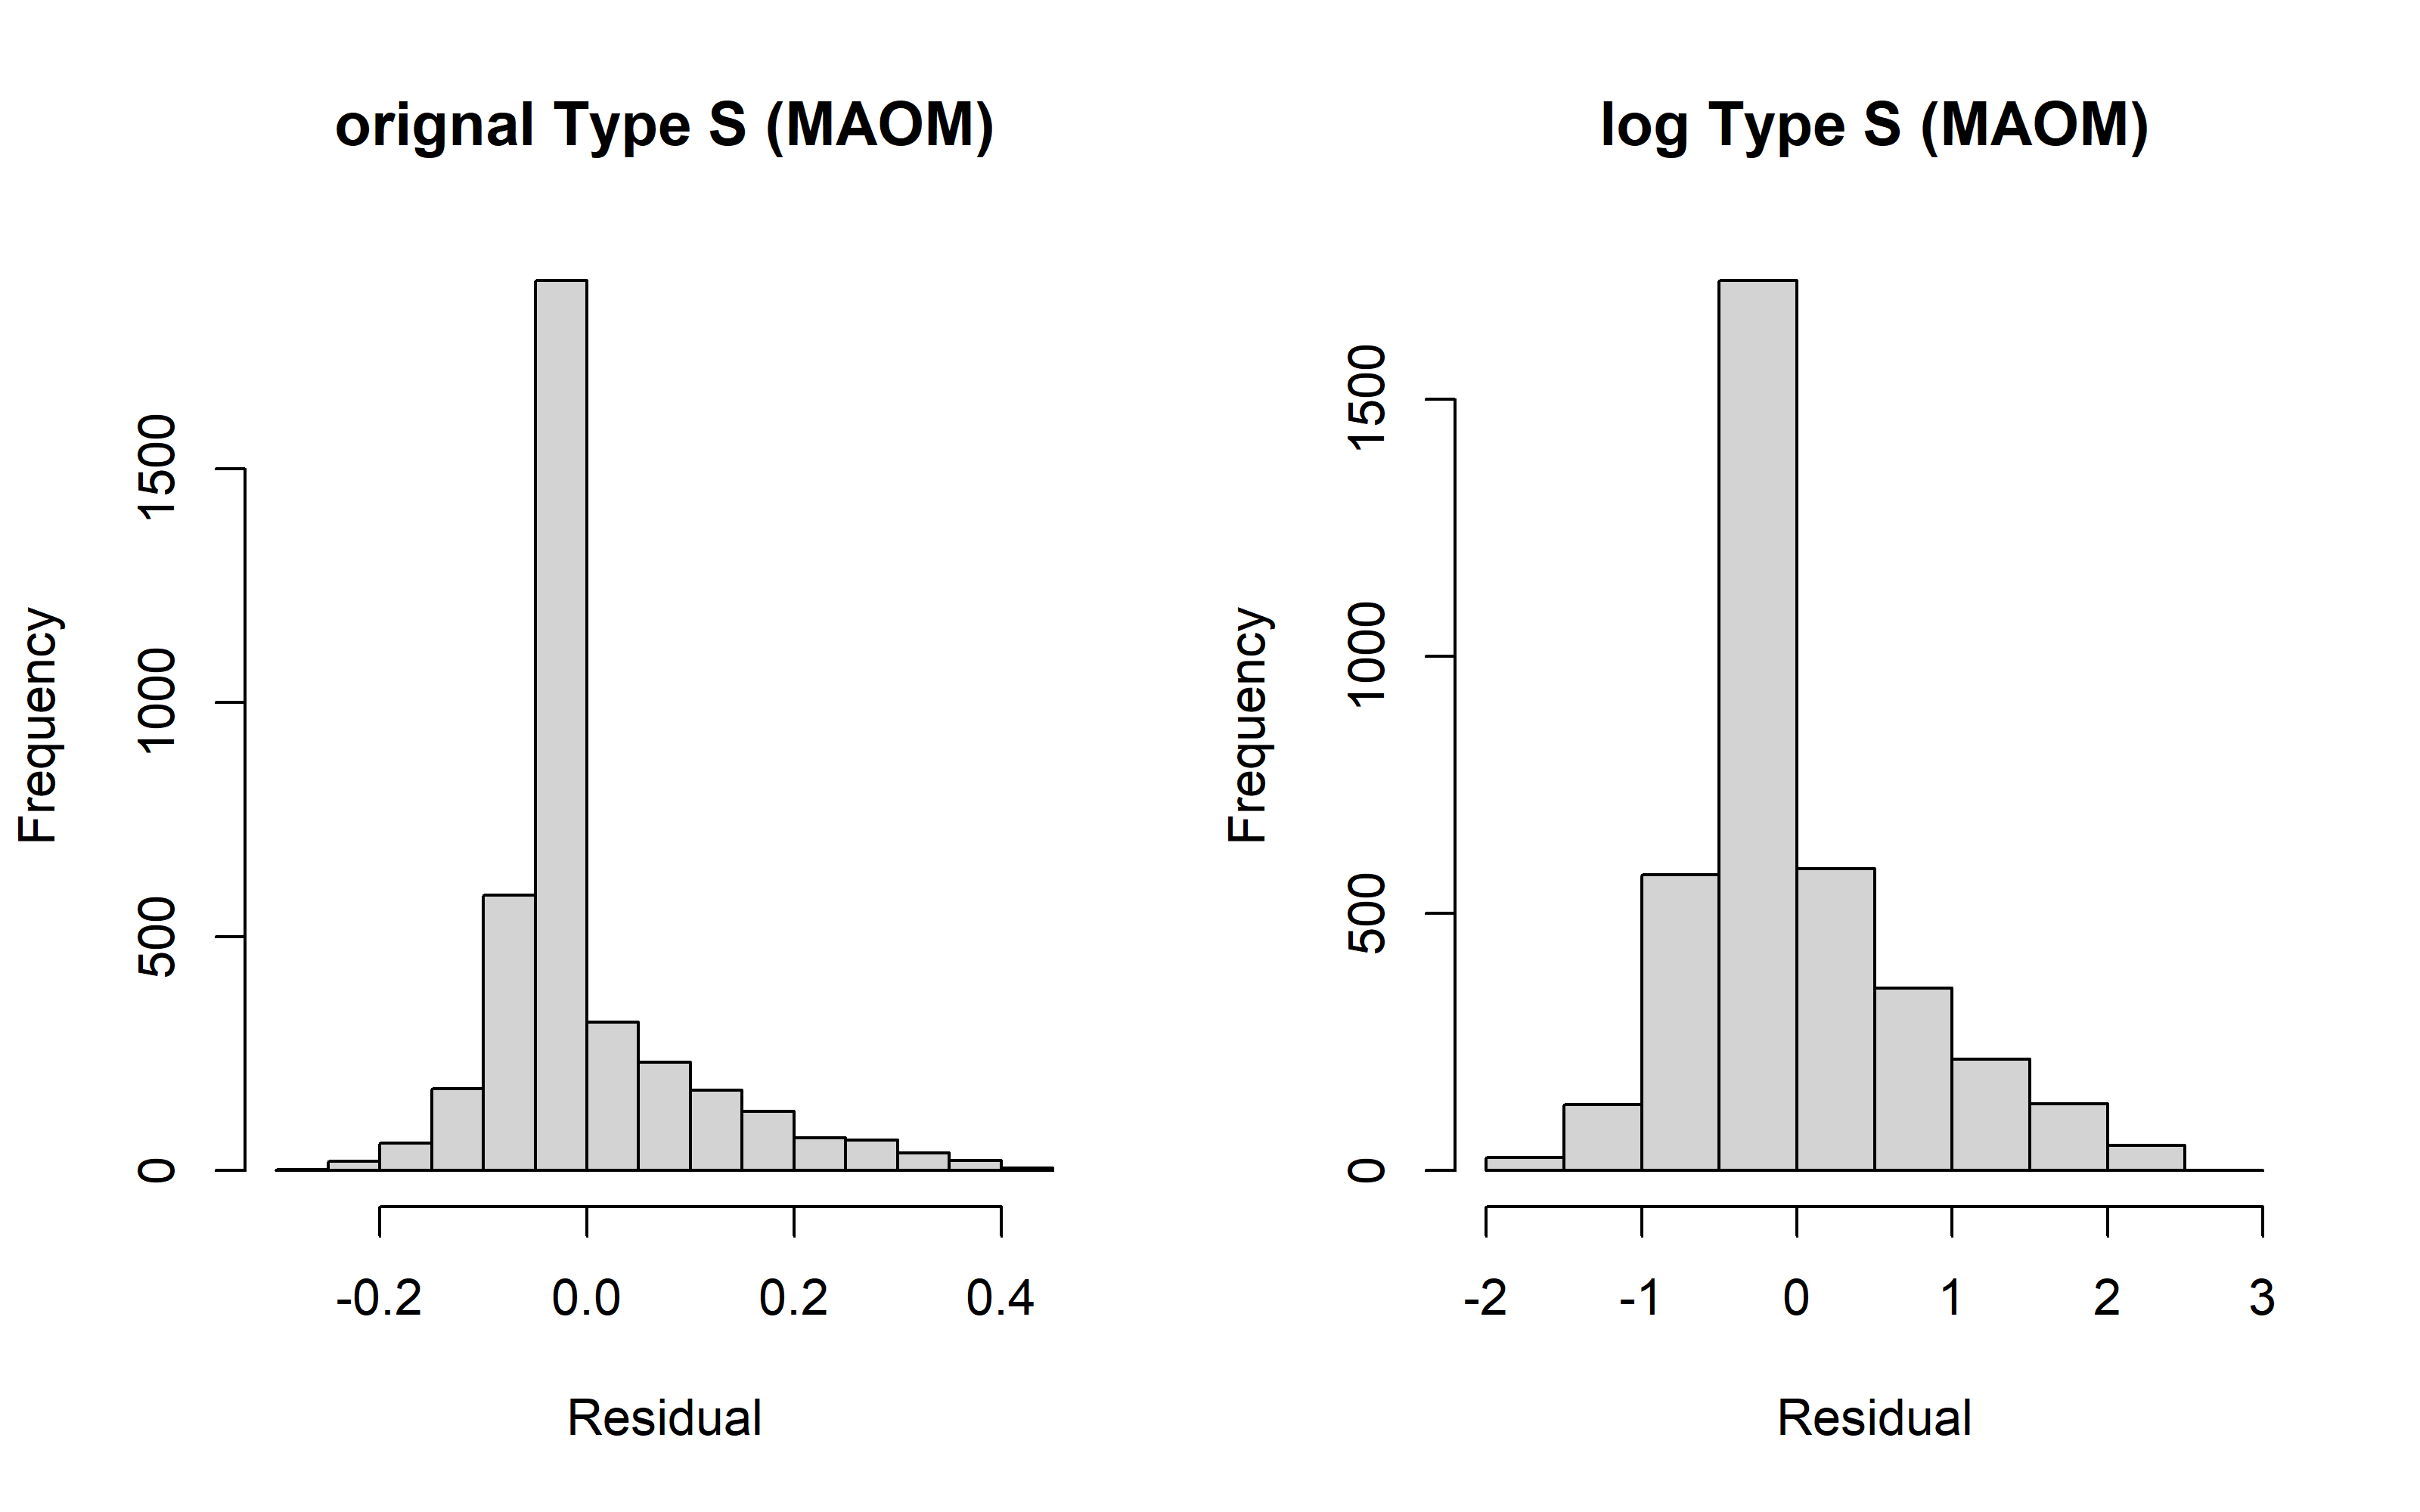 orignal Type S (MAOM)
Frequency
1500
1000
500
0
-0.2 0.0 0.2 0.4
Residual
log Type S (MAOM)
Frequency
1500
1000
500
0
-2 -1 0 1 2 3
Residual